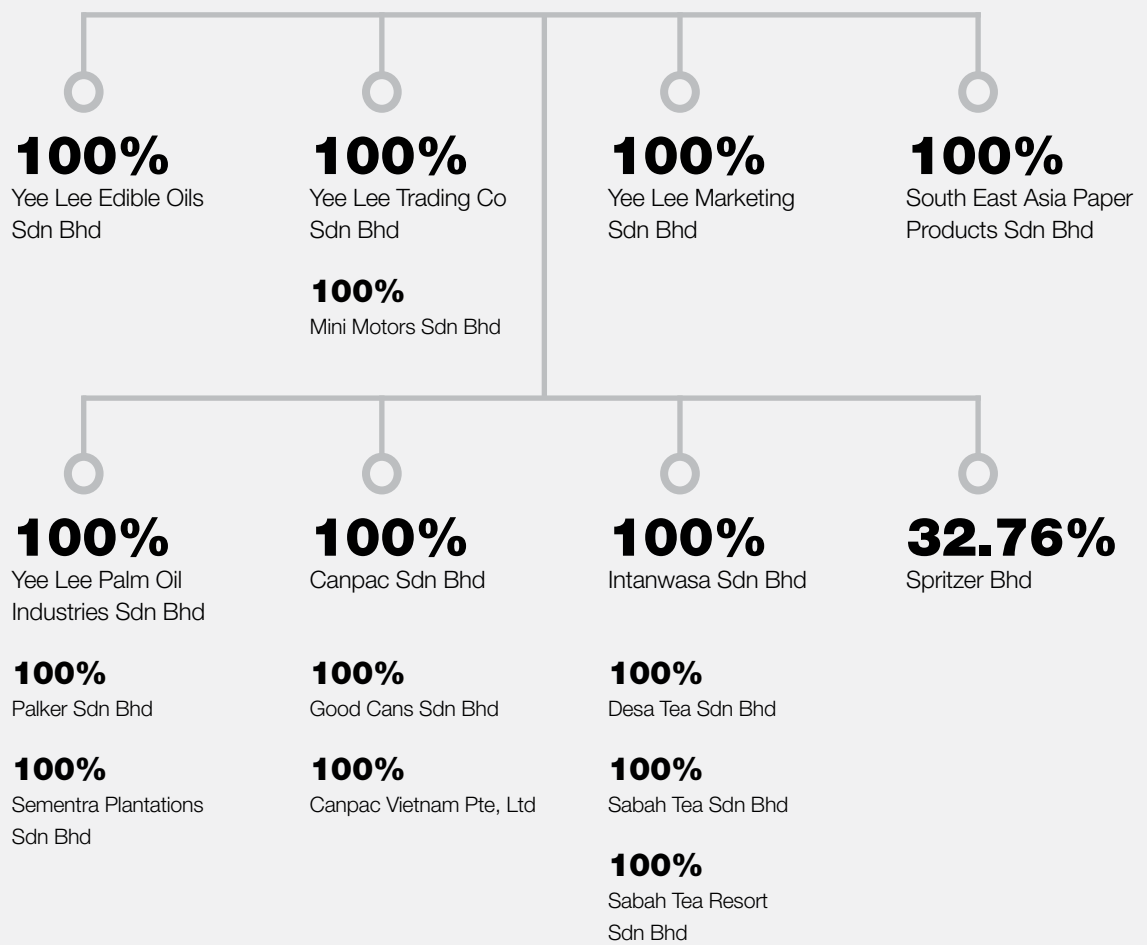 100%
Yee Lee Edible Oils
Sdn Bhd
100%
Yee Lee Trading Co
Sdn Bhd
100%
Mini Motors Sdn Bhd
100%
Yee Lee Marketing
Sdn Bhd
100%
South East Asia Paper
Products Sdn Bhd
100%
Yee Lee Palm Oil
Industries Sdn Bhd
100%
Palker Sdn Bhd
100%
Sementra Plantations
Sdn Bhd
100%
Canpac Sdn Bhd
100%
Good Cans Sdn Bhd
100%
Canpac Vietnam Pte, Ltd
100%
Intanwasa Sdn Bhd
100%
Desa Tea Sdn Bhd
100%
Sabah Tea Sdn Bhd
100%
Sabah Tea Resort
Sdn Bhd
32.76%
Spritzer Bhd